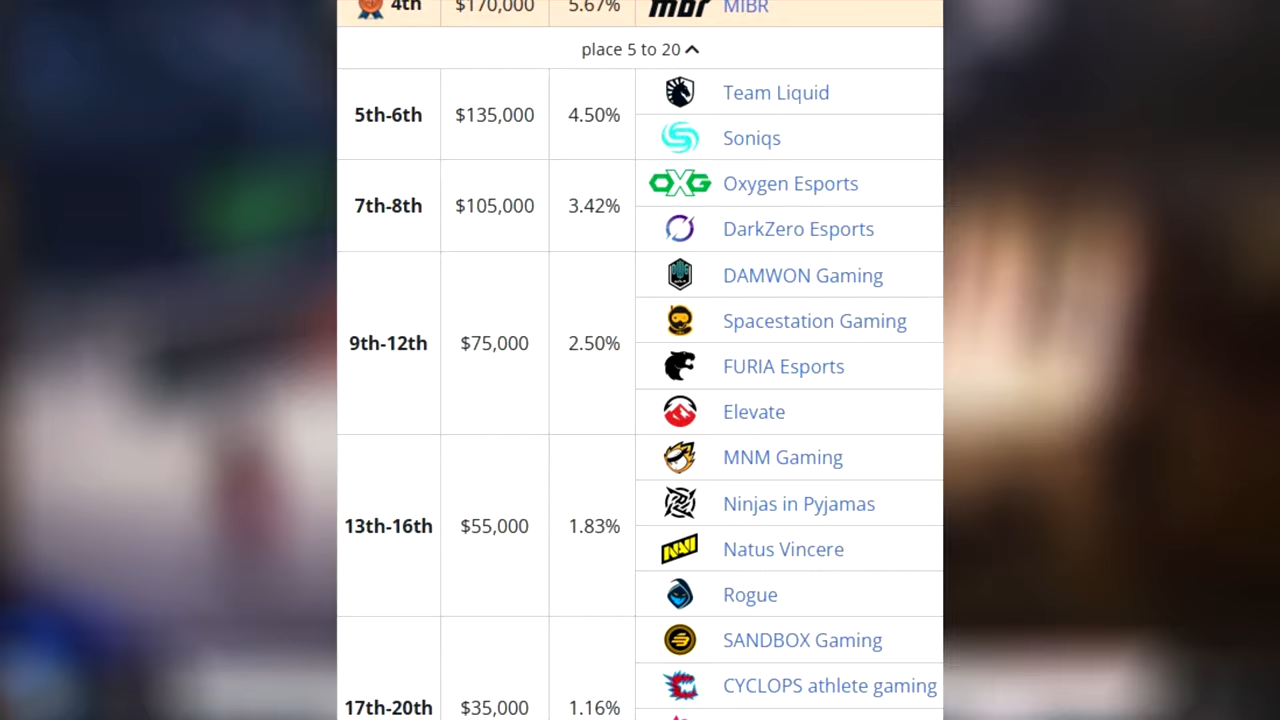 4th $170,000 5.67% mbr MIBR
place 5 to 20
5th-6th $135,000 4.50% Team Liquid
Soniqs
7th-8th $105,000 3.42% OXG Oxygen Esports
DarkZero Esports
9th-12th $75,000 2.50% DAMWON Gaming
Spacestation Gaming
FURIA Esports
Elevate
13th-16th $55,000 1.83% MNM Gaming
Ninjas in Pyjamas
NAVI Natus Vincere
Rogue
17th-20th $35,000 1.16% SANDBOX Gaming
CYCLOPS athlete gaming